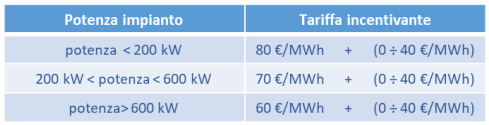 Potenza impianto Tariffa incentivante
potenza < 200 kW 80 €/MWh + (0 ÷ 40 €/MWh)
200 kW < potenza < 600 kW 70 €/MWh + (0 ÷ 40 €/MWh)
potenza> 600 kW 60 €/MWh + (0 ÷ 40 €/MWh)